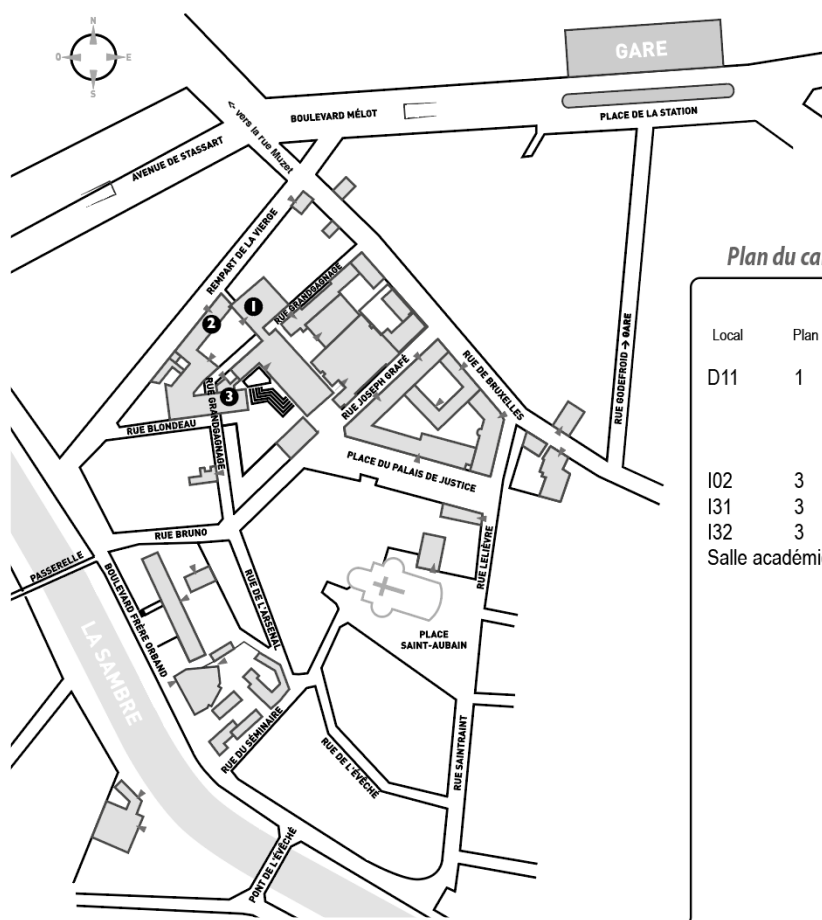 N
O
E
S
GARE
BOULEVARD MÉLOT
PLACE DE LA STATION
<- vers la rue Muzet
AVENUE DE STASSART
REMPART DE LA VIERGE
RUE GRANDGAGNAGE
RUE GODEFROID → GARE
Plan du ca
Local Plan
D11 1
I02 3
I31 3
I32 3
Salle académi
1
2
3
RUE JOSEPH GRAFÉ
RUE DE BRUXELLES
RUE GRANDGAGNAGE
RUE BLONDEAU
PLACE DU PALAIS DE JUSTICE
RUE BRUNO
PASSERELLE
RUE LELIÈVRE
BOULEVARD FRÈRE ORBAND
RUE DE L'ARSENAL
PLACE
SAINT-AUBAIN
LA SAMBRE
RUE DU SÉMINAIRE
RUE DE L'ÉVÊCHÉ
RUE SAINTRAINT
PONT DE L'ÉVÊCHÉ